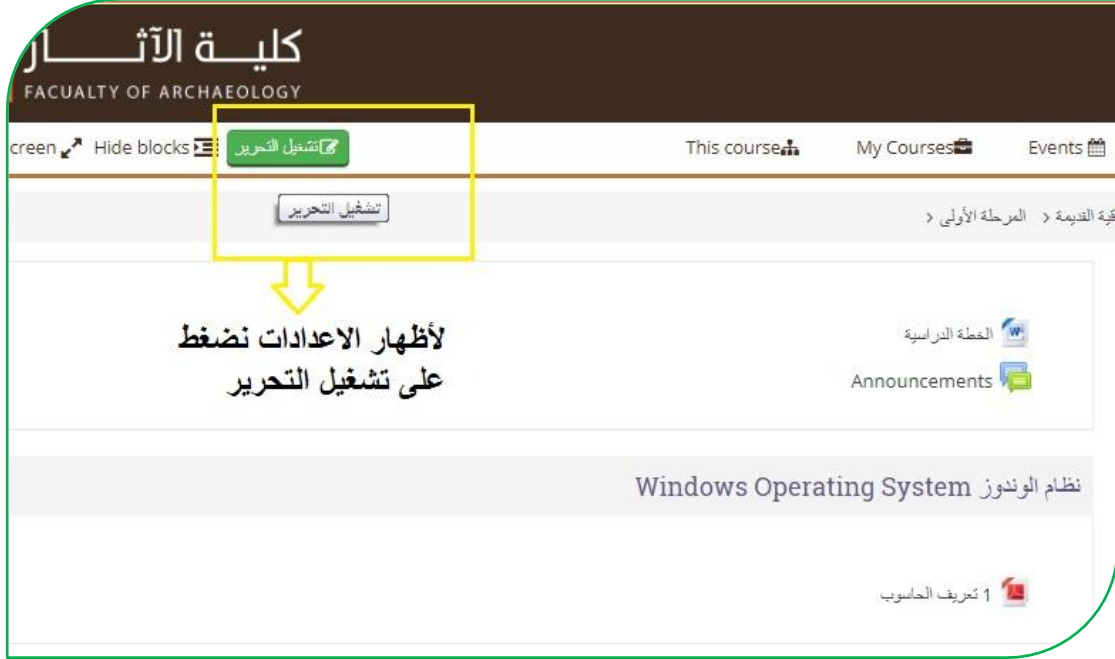 كليـــة الآثـــــار
FACUALTY OF ARCHAEOLOGY
Events
My Courses
This course
تشغيل التحرير
Hide blocks
creen
المرحلة الأولى >
القديمة >
تشغيل التحرير
لأظهار الاعدادات نضغط
على تشغيل التحرير
الخطة الدراسية
Announcements
نظام الوندوز Windows Operating System
1 تعريف الحاسوب